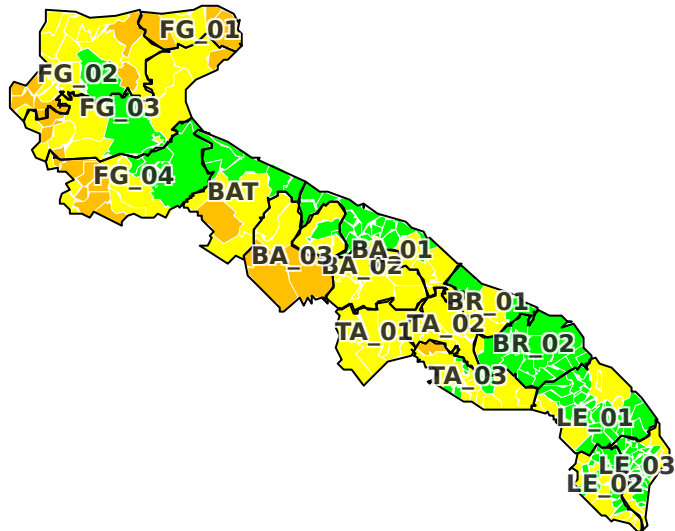 FG_01
FG_02
FG_03
FG_04
BAT
BA_03
BA_01
BA_02
BR_01
TA_02
TA_01
BR_02
TA_03
LE_01
LE_03
LE_02